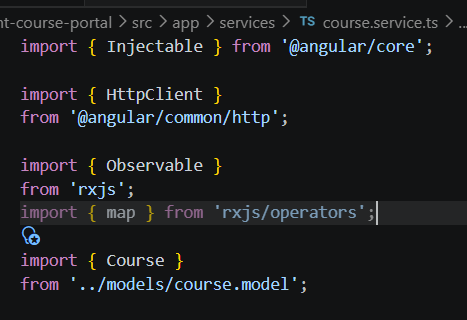 nt-course-portal > src > app > services > TS course.service.ts > ...
import { Injectable } from '@angular/core';
import { HttpClient }
from '@angular/common/http';
import { Observable }
from 'rxjs';
import { map } from 'rxjs/operators';
import { Course }
from '../models/course.model';